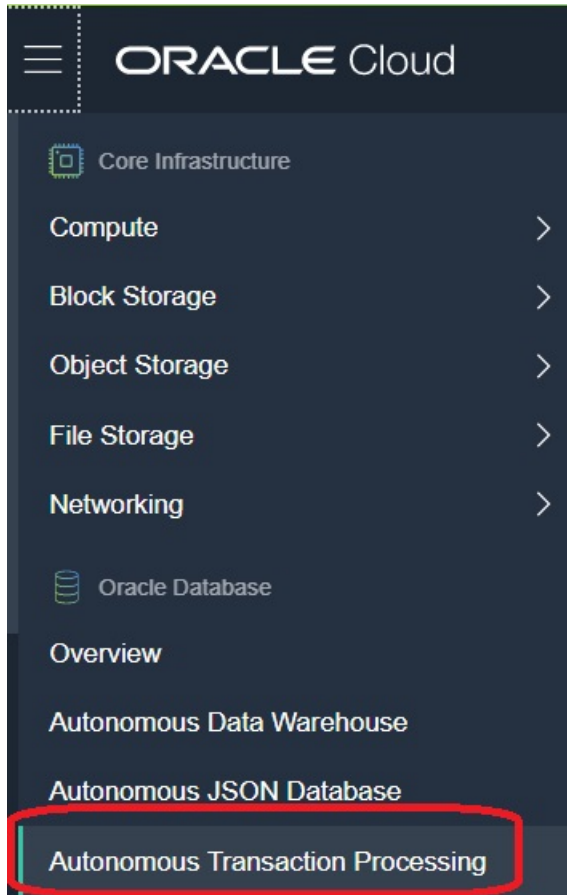 ORACLE Cloud
Core Infrastructure
Compute
Block Storage
Object Storage
File Storage
Networking
Oracle Database
Overview
Autonomous Data Warehouse
Autonomous JSON Database
Autonomous Transaction Processing